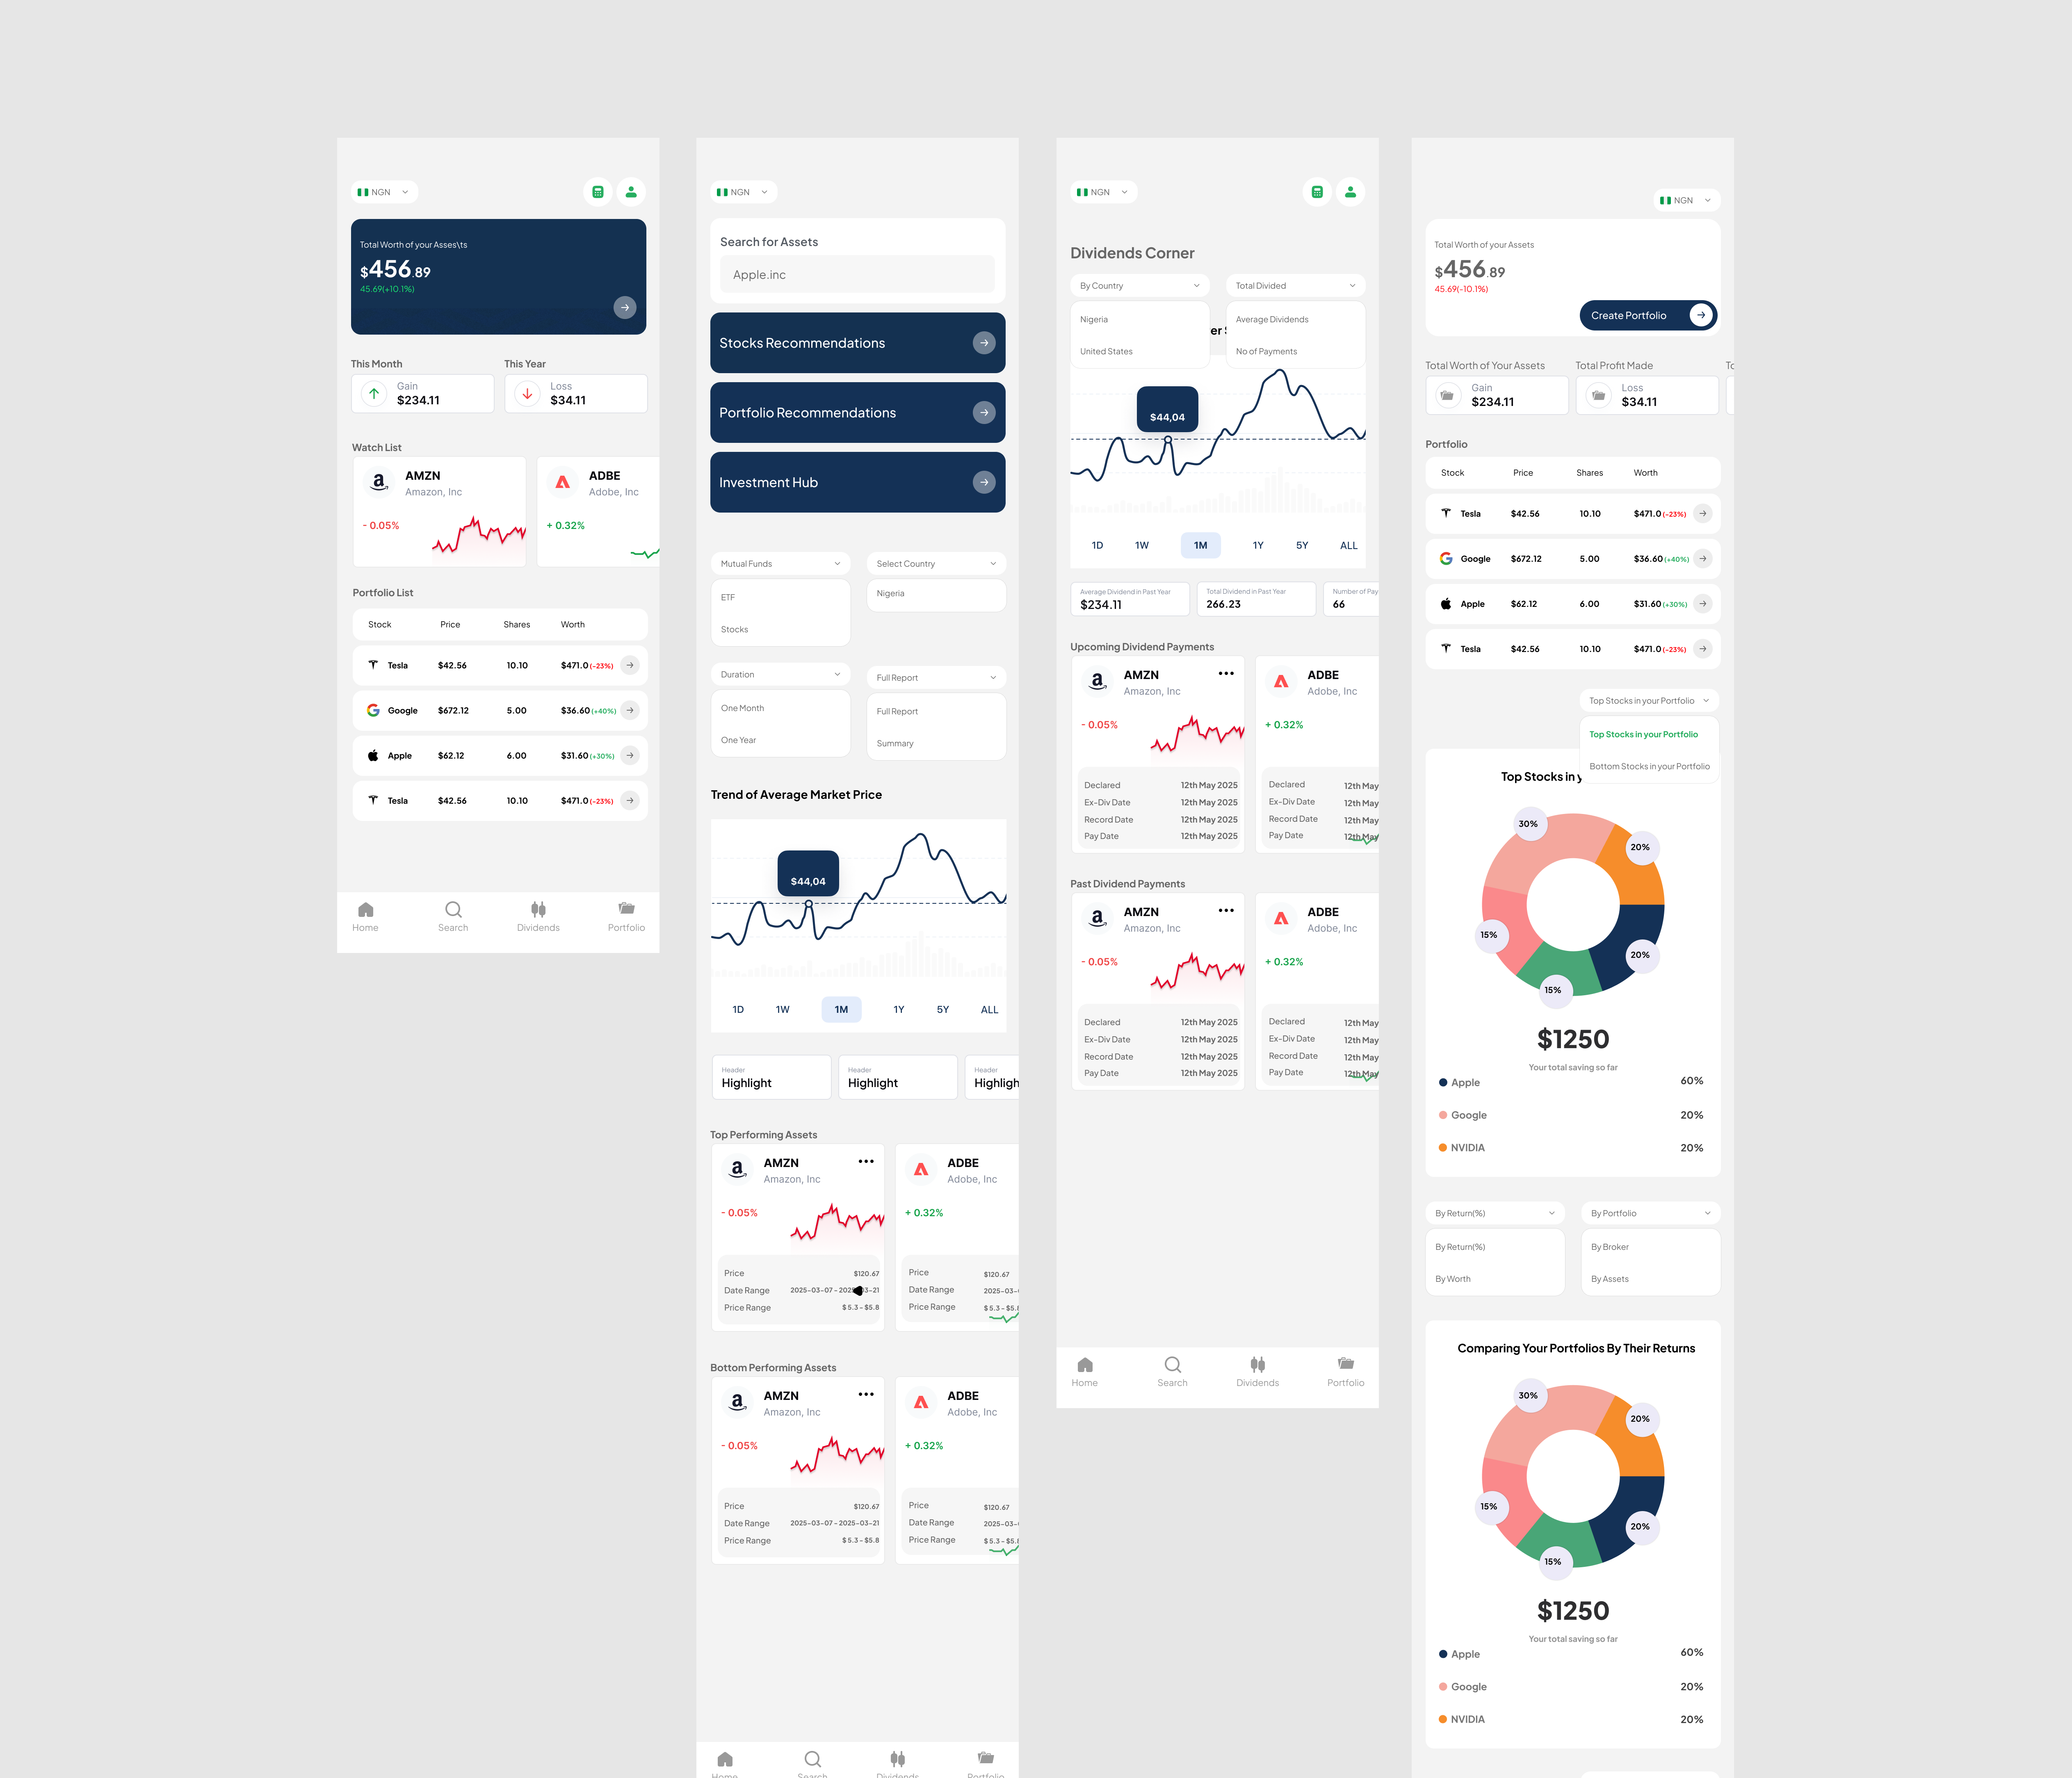 NGN
Total Worth of your Asses\ts
$456.89
45.69(+10.1%)
This Month
This Year
Gain
$234.11
Loss
$34.11
Watch List
AMZN
Amazon, Inc
- 0.05%
ADBE
Adobe, Inc
+ 0.32%
Portfolio List
Stock Price Shares Worth
Tesla $42.56 10.10 $471.0 (-23%)
Google $672.12 5.00 $36.60 (+40%)
Apple $62.12 6.00 $31.60 (+30%)
Tesla $42.56 10.10 $471.0 (-23%)
Home Search Dividends Portfolio
NGN
Search for Assets
Apple.inc
Stocks Recommendations
Portfolio Recommendations
Investment Hub
Mutual Funds
ETF
Stocks
Select Country
Nigeria
Duration
One Month
One Year
Full Report
Full Report
Summary
Trend of Average Market Price
$44,04
1D 1W 1M 1Y 5Y ALL
Header
Highlight
Header
Highlight
Header
Highligh
Top Performing Assets
AMZN
Amazon, Inc
- 0.05%
Price $120.67
Date Range 2025-03-07 - 2025-03-21
Price Range $ 5.3 - $5.8
ADBE
Adobe, Inc
+ 0.32%
Price $120.67
Date Range 2025-03-
Price Range $ 5.3 - $5.8
Bottom Performing Assets
AMZN
Amazon, Inc
- 0.05%
Price $120.67
Date Range 2025-03-07 - 2025-03-21
Price Range $ 5.3 - $5.8
ADBE
Adobe, Inc
+ 0.32%
Price $120.67
Date Range 2025-03-
Price Range $ 5.3 - $5.8
Home Search Dividends Portfolio
NGN
Dividends Corner
By Country
Nigeria
United States
Total Divided
Average Dividends
No of Payments
er S
$44,04
1D 1W 1M 1Y 5Y ALL
Average Dividend in Past Year
$234.11
Total Dividend in Past Year
266.23
Number of Pay
66
Upcoming Dividend Payments
AMZN
Amazon, Inc
- 0.05%
Declared 12th May 2025
Ex-Div Date 12th May 2025
Record Date 12th May 2025
Pay Date 12th May 2025
ADBE
Adobe, Inc
+ 0.32%
Declared 12th May
Ex-Div Date 12th May
Record Date 12th May
Pay Date 12th May
Past Dividend Payments
AMZN
Amazon, Inc
- 0.05%
Declared 12th May 2025
Ex-Div Date 12th May 2025
Record Date 12th May 2025
Pay Date 12th May 2025
ADBE
Adobe, Inc
+ 0.32%
Declared 12th May
Ex-Div Date 12th May
Record Date 12th May
Pay Date 12th May
Home Search Dividends Portfolio
NGN
Total Worth of your Assets
$456.89
45.69(-10.1%)
Create Portfolio
Total Worth of Your Assets
Total Profit Made
To
Gain
$234.11
Loss
$34.11
Portfolio
Stock Price Shares Worth
Tesla $42.56 10.10 $471.0 (-23%)
Google $672.12 5.00 $36.60 (+40%)
Apple $62.12 6.00 $31.60 (+30%)
Tesla $42.56 10.10 $471.0 (-23%)
Top Stocks in your Portfolio
Top Stocks in your Portfolio
Bottom Stocks in your Portfolio
Top Stocks in y
30%
20%
15%
20%
15%
$1250
Your total saving so far
Apple 60%
Google 20%
NVIDIA 20%
By Return(%)
By Return(%)
By Worth
By Portfolio
By Broker
By Assets
Comparing Your Portfolios By Their Returns
30%
20%
15%
20%
15%
$1250
Your total saving so far
Apple 60%
Google 20%
NVIDIA 20%